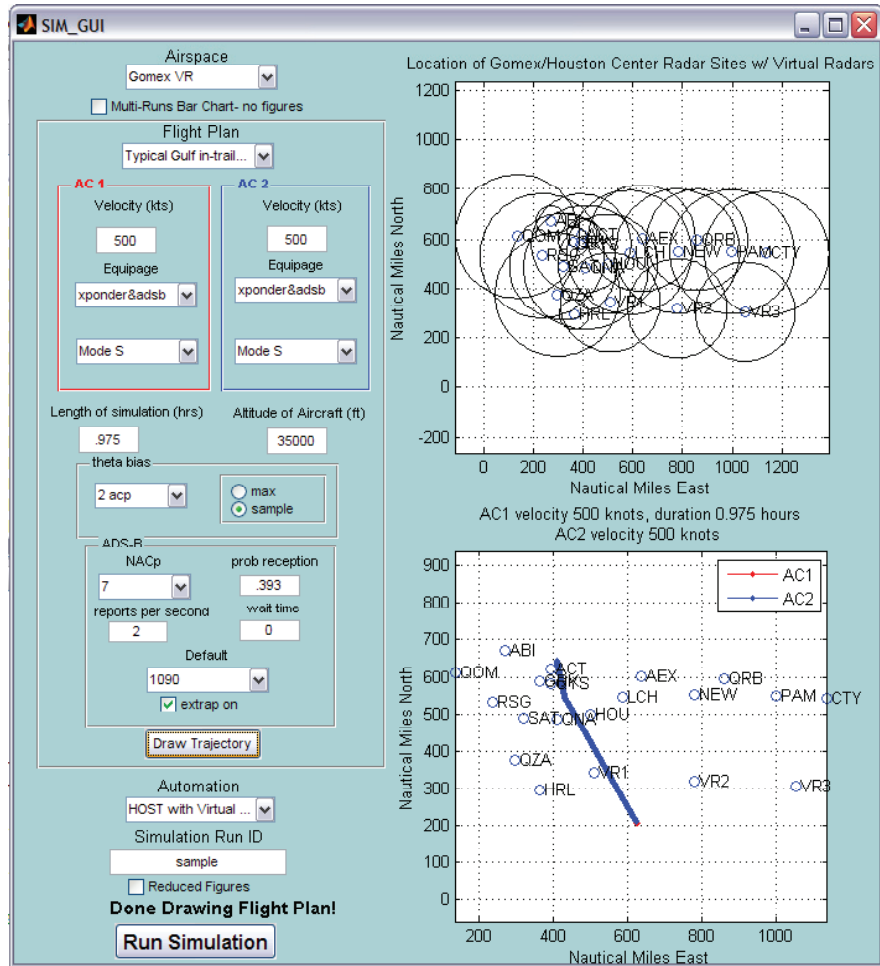 SIM_GUI
Airspace
Gomex VR
Multi-Runs Bar Chart- no figures
Flight Plan
Typical Gulf in-trail...
AC 1
Velocity (kts)
500
Equipage
xponder&adsb
Mode S
AC 2
Velocity (kts)
500
Equipage
xponder&adsb
Mode S
Length of simulation (hrs)
.975
Altitude of Aircraft (ft)
35000
theta bias
2 acp
max
sample
ADS-B
NACp
7
prob reception
.393
reports per second
2
wait time
0
Default
1090
extrap on
Draw Trajectory
Automation
HOST with Virtual ...
Simulation Run ID
sample
Reduced Figures
Done Drawing Flight Plan!
Run Simulation
Location of Gomex/Houston Center Radar Sites w/ Virtual Radars
Nautical Miles North
1200
1000
800
600
400
200
0
-200
QOM
RSG
QZA
HRL
VR1
LCH
AEX
NEW
QRB
PAM
CTY
VR2
VR3
0 200 400 600 800 1000 1200
Nautical Miles East
AC1 velocity 500 knots, duration 0.975 hours
AC2 velocity 500 knots
Nautical Miles North
900
800
700
600
500
400
300
200
100
0
AC1
AC2
ABI
QOM
ACT
AEX
QRB
RSG
LCH
NEW
PAM
CTY
SAT
QNA
HOU
QZA
VR1
HRL
VR2
VR3
200 400 600 800 1000
Nautical Miles East